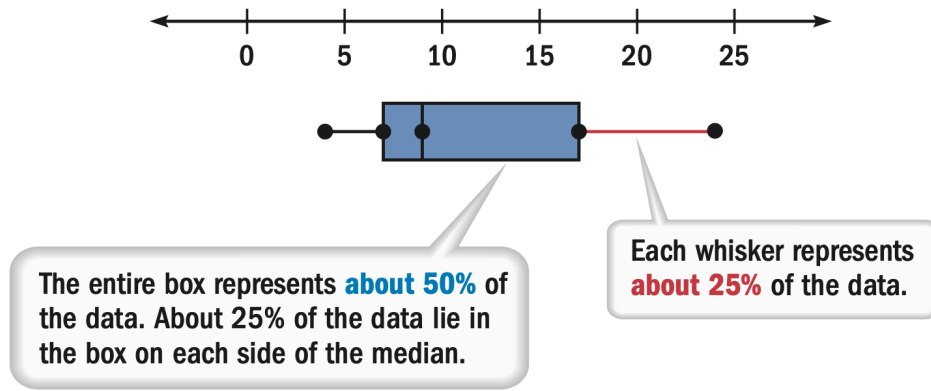 0 5 10 15 20 25
The entire box represents about 50% of
the data. About 25% of the data lie in
the box on each side of the median.
Each whisker represents
about 25% of the data.